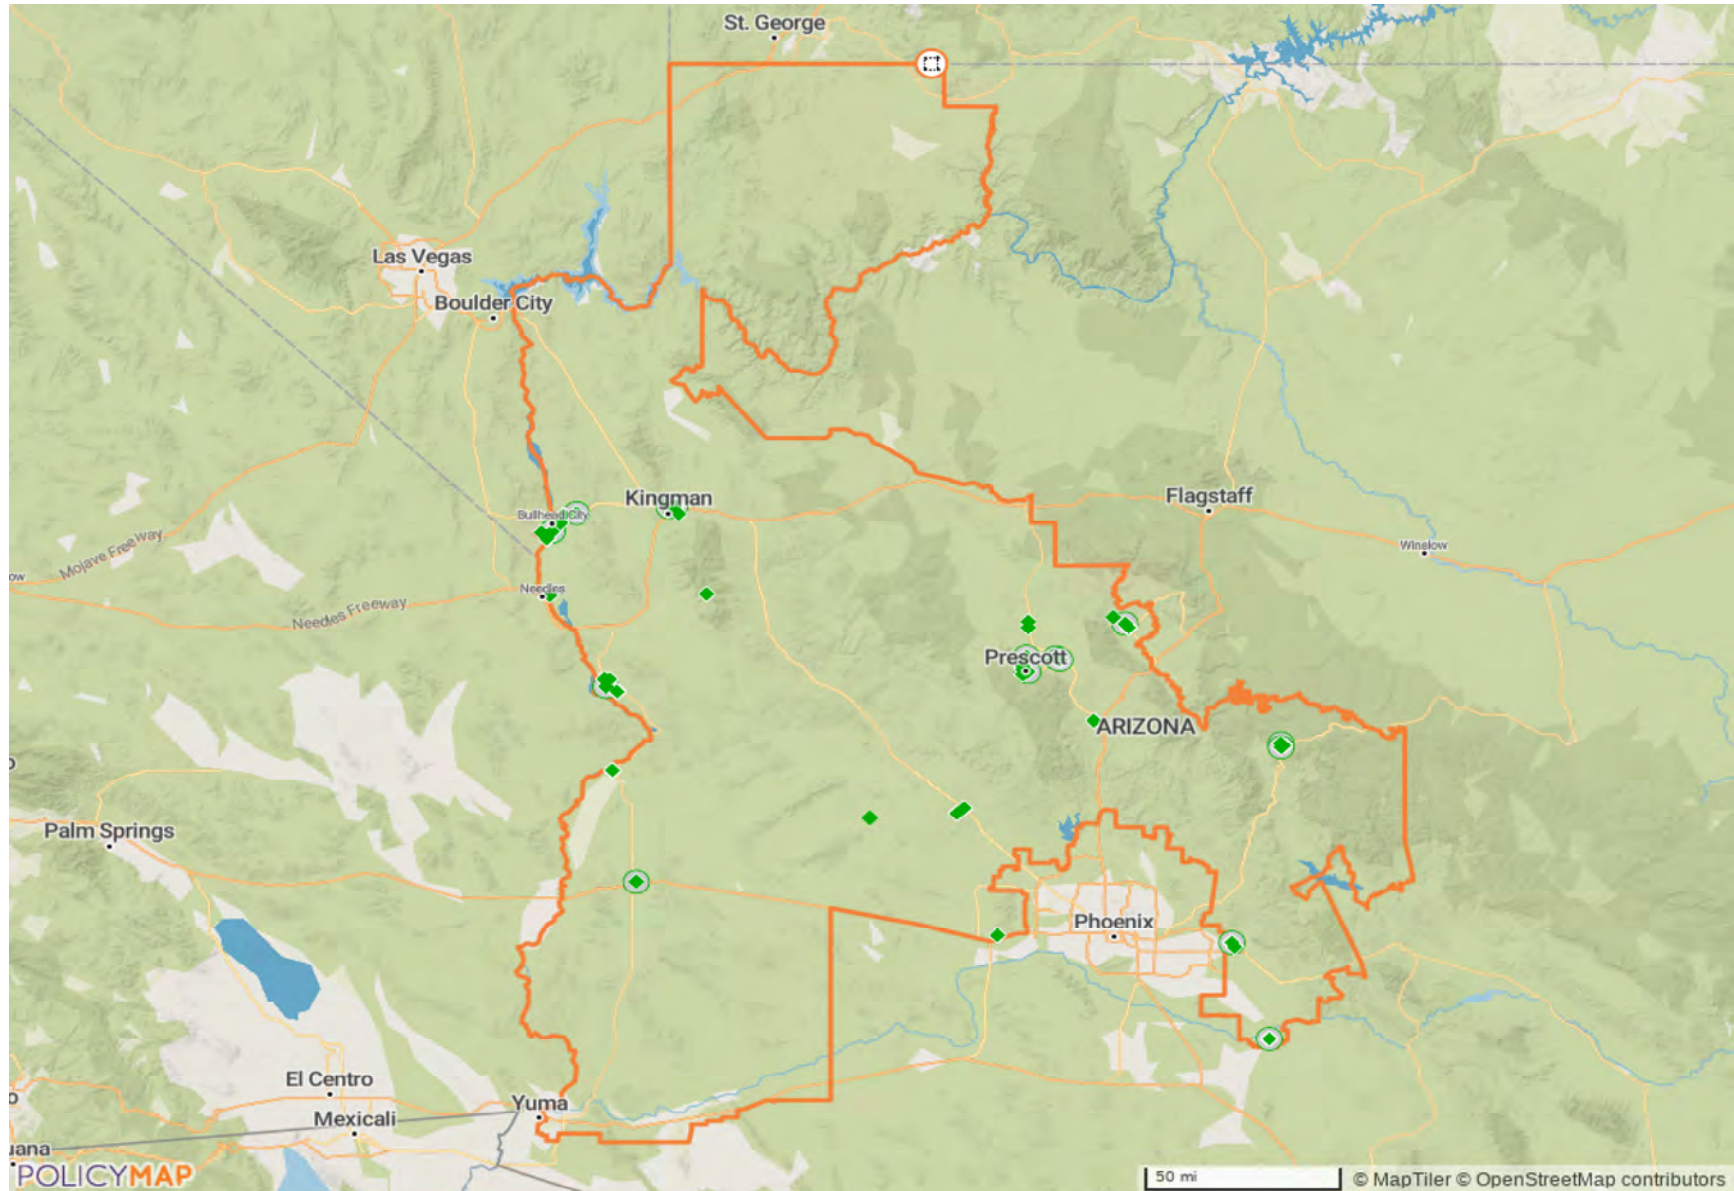 St. George
Las Vegas
Boulder City
Kingman
Flagstaff
Bullhead City
Mojave Freeway
Winslow
ow
Needles
Needles Freeway
Prescott
ARIZONA
Palm Springs
Phoenix
El Centro
Yuma
Mexicali
uana
POLICYMAP
50 mi
© MapTiler © OpenStreetMap contributors